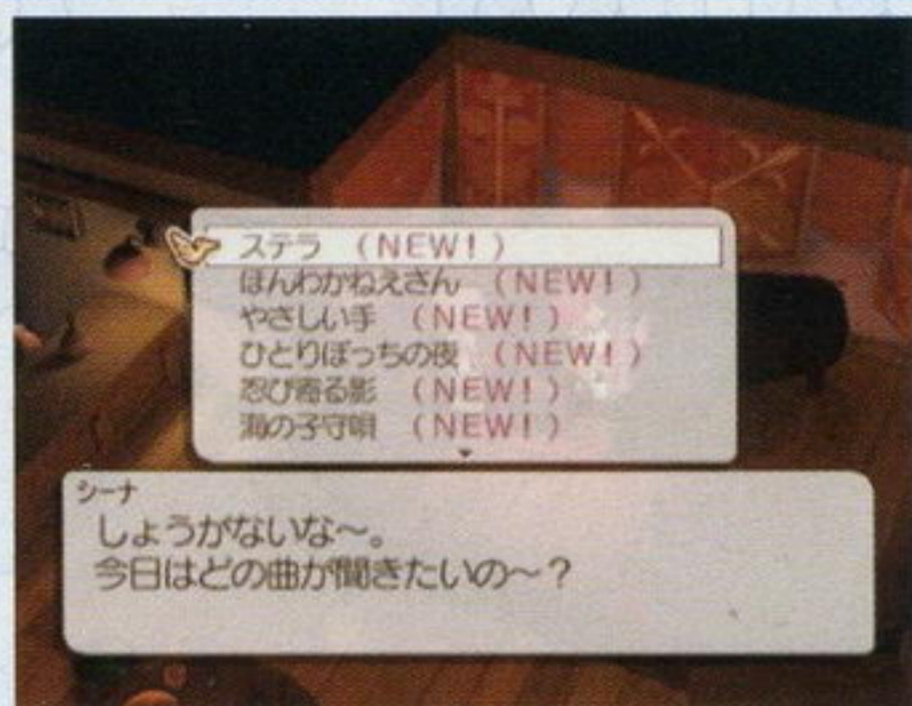 ステラ (NEW!)
ほんわかねえさん (NEW!)
やさしい手 (NEW!)
ひとりぼっちの夜 (NEW!)
忍び寄る影 (NEW!)
海の子守唄 (NEW!)
シーナ
しょうがないな〜。
今日はどの曲が聞きたいの〜?